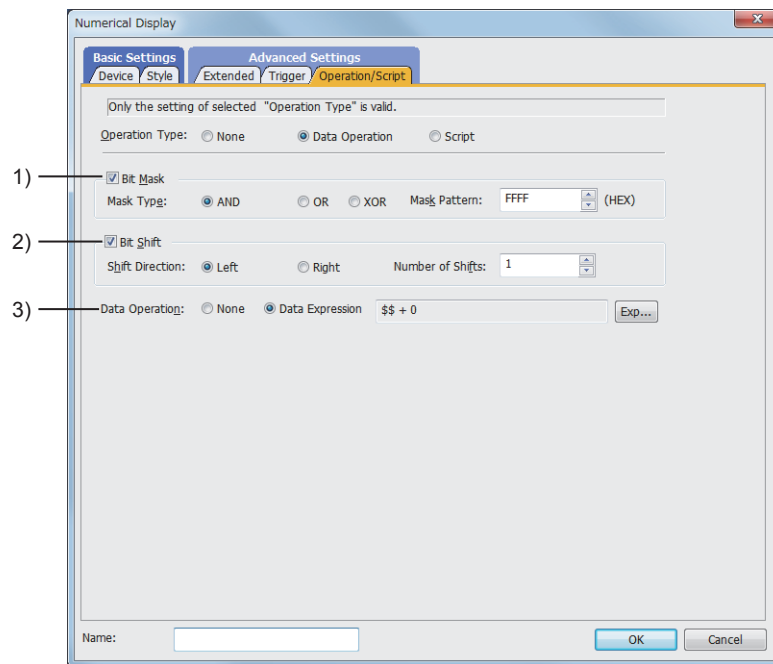 Numerical Display
Basic Settings Advanced Settings
Device Style Extended Trigger Operation/Script
Only the setting of selected "Operation Type" is valid.
Operation Type: None Data Operation Script
1) Bit Mask
Mask Type: AND OR XOR Mask Pattern: FFFF (HEX)
2) Bit Shift
Shift Direction: Left Right Number of Shifts: 1
3) Data Operation: None Data Expression $$ + 0 Exp...
Name: OK Cancel